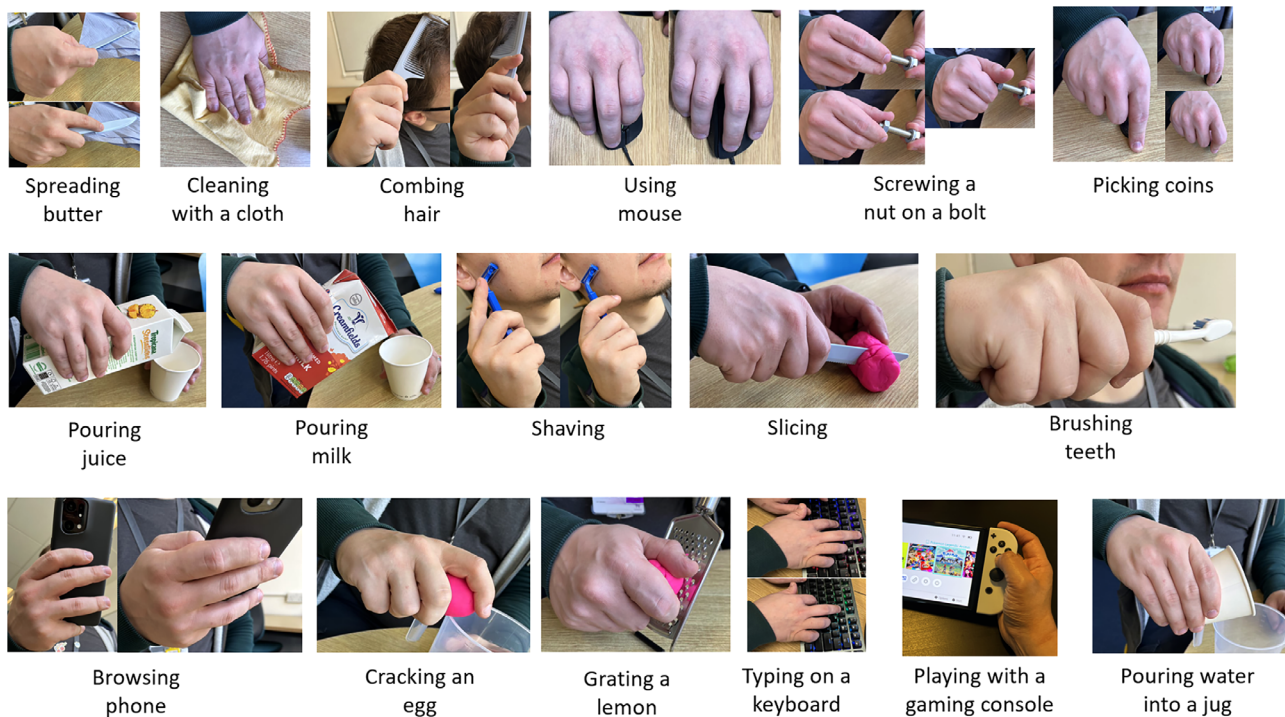 Spreading
butter
Cleaning
with a cloth
Combing
hair
Using
mouse
Screwing a
nut on a bolt
Picking coins
Creamfields
Pouring
juice
Pouring
milk
Shaving
Slicing
Brushing
teeth
Browsing
phone
Cracking an
egg
Grating a
lemon
Typing on a
keyboard
Playing with a
gaming console
Pouring water
into a jug